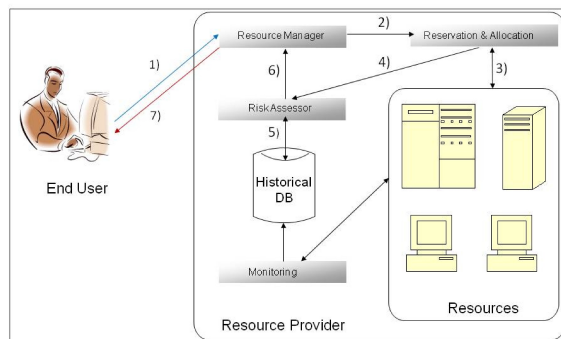 Resource Manager
2)
Reservation & Allocation
1)
6)
4)
3)
7)
RiskAssessor
5)
Historical
DB
End User
Monitoring
Resources
Resource Provider